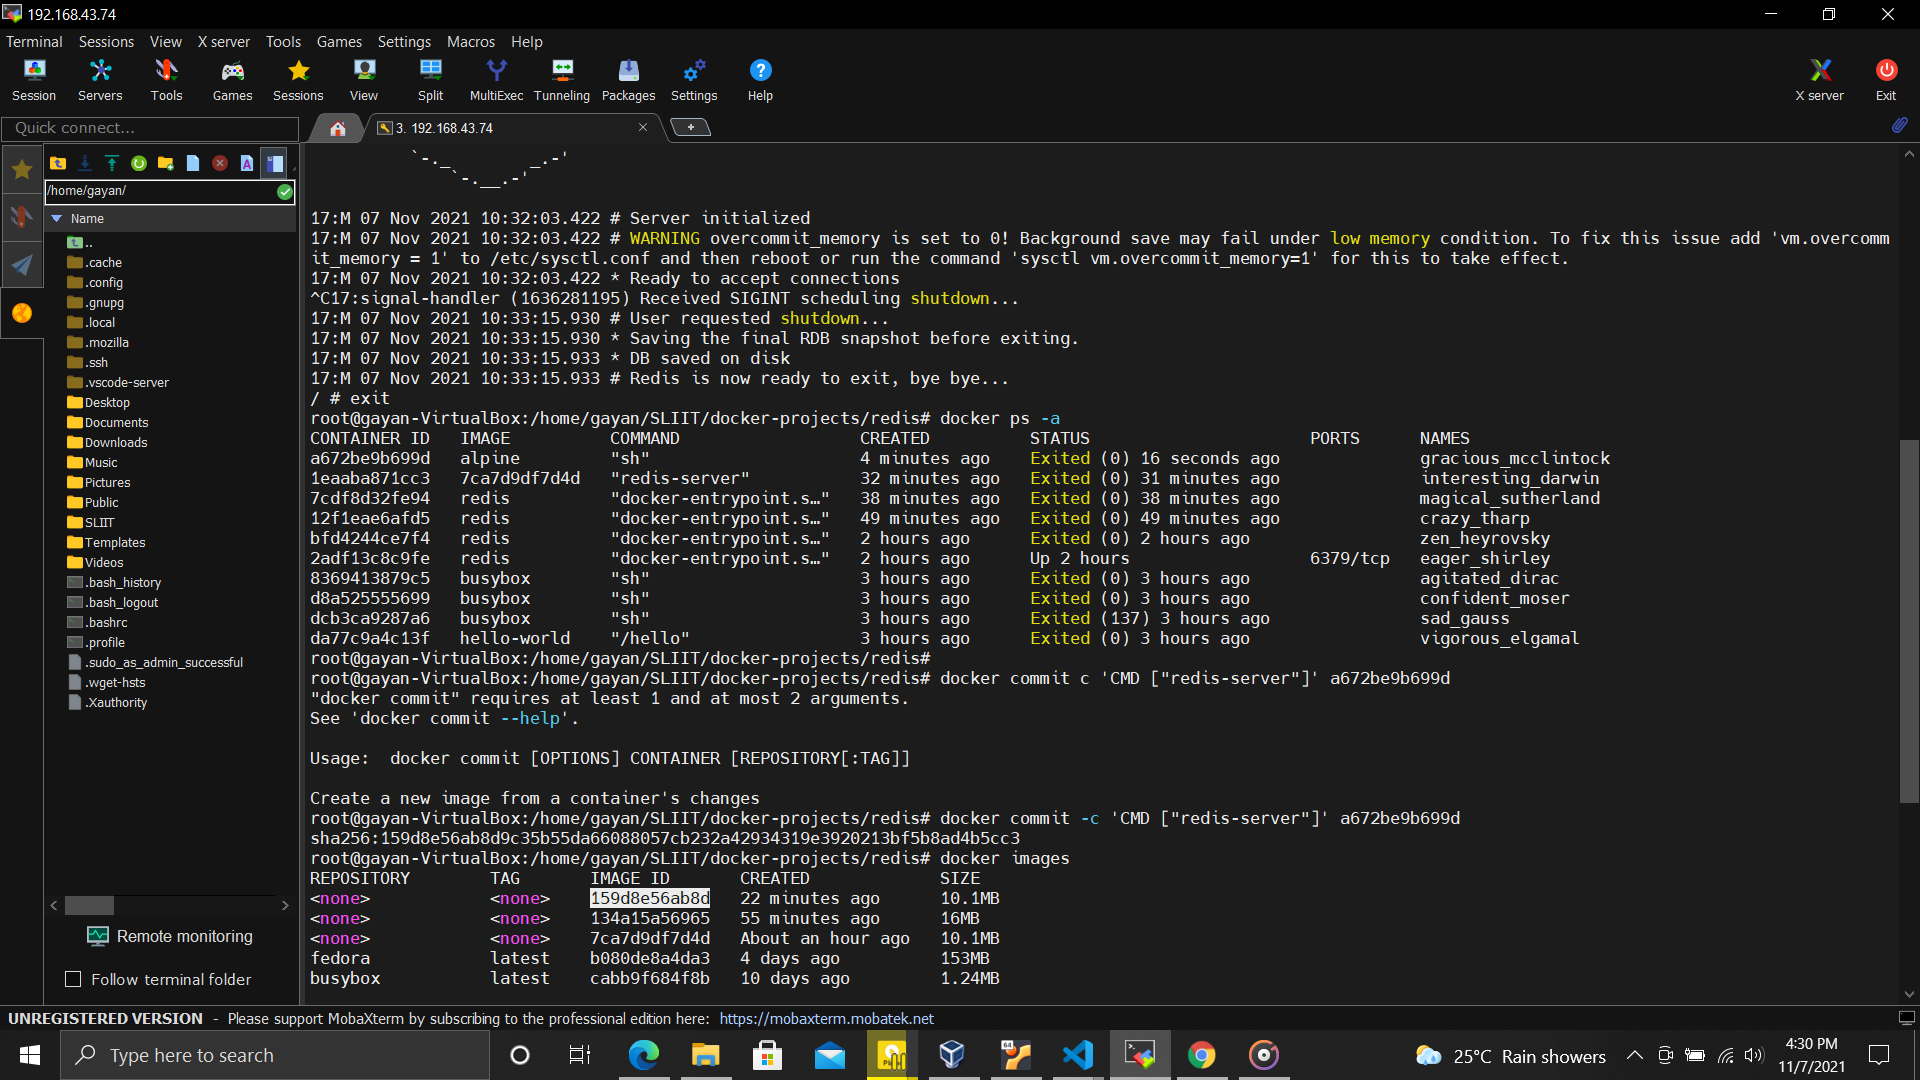 192.168.43.74
Terminal Sessions View X server Tools Games Settings Macros Help
Session Servers Tools Games Sessions View Split MultiExec Tunneling Packages Settings Help X server Exit
Quick connect...
3. 192.168.43.74
/home/gayan/
Name
..
.cache
.config
.gnupg
.local
.mozilla
.ssh
.vscode-server
Desktop
Documents
Downloads
Music
Pictures
Public
SLIIT
Templates
Videos
.bash_history
.bash_logout
.bashrc
.profile
.sudo_as_admin_successful
.wget-hsts
.Xauthority
Remote monitoring
Follow terminal folder
`-._ _.-'
`-.__.-'
17:M 07 Nov 2021 10:32:03.422 # Server initialized
17:M 07 Nov 2021 10:32:03.422 # WARNING overcommit_memory is set to 0! Background save may fail under low memory condition. To fix this issue add 'vm.overcomm
it_memory = 1' to /etc/sysctl.conf and then reboot or run the command 'sysctl vm.overcommit_memory=1' for this to take effect.
17:M 07 Nov 2021 10:32:03.422 * Ready to accept connections
^C17:signal-handler (1636281195) Received SIGINT scheduling shutdown...
17:M 07 Nov 2021 10:33:15.930 # User requested shutdown...
17:M 07 Nov 2021 10:33:15.930 * Saving the final RDB snapshot before exiting.
17:M 07 Nov 2021 10:33:15.933 * DB saved on disk
17:M 07 Nov 2021 10:33:15.933 # Redis is now ready to exit, bye bye...
/ # exit
root@gayan-VirtualBox:/home/gayan/SLIIT/docker-projects/redis# docker ps -a
CONTAINER ID IMAGE COMMAND CREATED STATUS PORTS NAMES
a672be9b699d alpine "sh" 4 minutes ago Exited (0) 16 seconds ago gracious_mcclintock
1eaaba871cc3 7ca7d9df7d4d "redis-server" 32 minutes ago Exited (0) 31 minutes ago interesting_darwin
7cdf8d32fe94 redis "docker-entrypoint.s…" 38 minutes ago Exited (0) 38 minutes ago magical_sutherland
12f1eae6afd5 redis "docker-entrypoint.s…" 49 minutes ago Exited (0) 49 minutes ago crazy_tharp
bfd4244ce7f4 redis "docker-entrypoint.s…" 2 hours ago Exited (0) 2 hours ago zen_heyrovsky
2adf13c8c9fe redis "docker-entrypoint.s…" 2 hours ago Up 2 hours 6379/tcp eager_shirley
8369413879c5 busybox "sh" 3 hours ago Exited (0) 3 hours ago agitated_dirac
d8a525555699 busybox "sh" 3 hours ago Exited (0) 3 hours ago confident_moser
dcb3ca9287a6 busybox "sh" 3 hours ago Exited (137) 3 hours ago sad_gauss
da77c9a4c13f hello-world "/hello" 3 hours ago Exited (0) 3 hours ago vigorous_elgamal
root@gayan-VirtualBox:/home/gayan/SLIIT/docker-projects/redis#
root@gayan-VirtualBox:/home/gayan/SLIIT/docker-projects/redis# docker commit c 'CMD ["redis-server"]' a672be9b699d
"docker commit" requires at least 1 and at most 2 arguments.
See 'docker commit --help'.
Usage: docker commit [OPTIONS] CONTAINER [REPOSITORY[:TAG]]
Create a new image from a container's changes
root@gayan-VirtualBox:/home/gayan/SLIIT/docker-projects/redis# docker commit -c 'CMD ["redis-server"]' a672be9b699d
sha256:159d8e56ab8d9c35b55da66088057cb232a42934319e3920213bf5b8ad4b5cc3
root@gayan-VirtualBox:/home/gayan/SLIIT/docker-projects/redis# docker images
REPOSITORY TAG IMAGE ID CREATED SIZE
<none> <none> 159d8e56ab8d 22 minutes ago 10.1MB
<none> <none> 134a15a56965 55 minutes ago 16MB
<none> <none> 7ca7d9df7d4d About an hour ago 10.1MB
fedora latest b080de8a4da3 4 days ago 153MB
busybox latest cabb9f684f8b 10 days ago 1.24MB
UNREGISTERED VERSION - Please support MobaXterm by subscribing to the professional edition here: https://mobaxterm.mobatek.net
Type here to search
25°C Rain showers
4:30 PM
11/7/2021